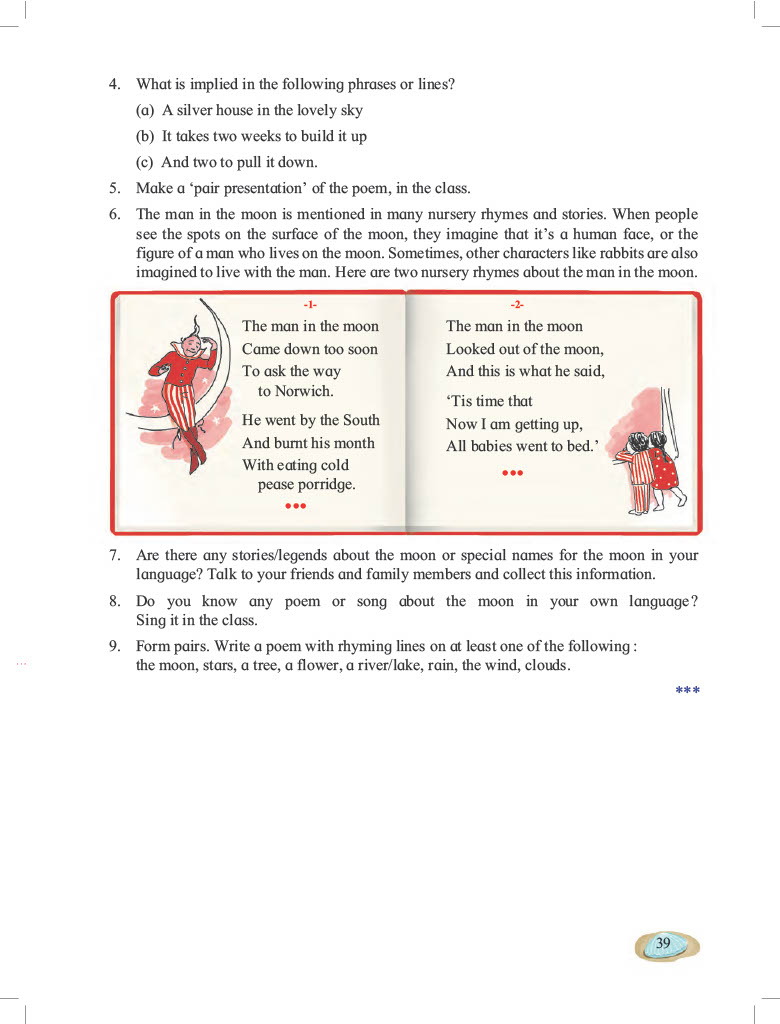 4. What is implied in the following phrases or lines?
(a) A silver house in the lovely sky
(b) It takes two weeks to build it up
(c) And two to pull it down.
5. Make a ‘pair presentation’ of the poem, in the class.
6. The man in the moon is mentioned in many nursery rhymes and stories. When people
see the spots on the surface of the moon, they imagine that it’s a human face, or the
figure of a man who lives on the moon. Sometimes, other characters like rabbits are also
imagined to live with the man. Here are two nursery rhymes about the man in the moon.
-1-
The man in the moon
Came down too soon
To ask the way
to Norwich.
He went by the South
And burnt his month
With eating cold
pease porridge.
•••
-2-
The man in the moon
Looked out of the moon,
And this is what he said,
‘Tis time that
Now I am getting up,
All babies went to bed.’
•••
7. Are there any stories/legends about the moon or special names for the moon in your
language? Talk to your friends and family members and collect this information.
8. Do you know any poem or song about the moon in your own language?
Sing it in the class.
9. Form pairs. Write a poem with rhyming lines on at least one of the following :
the moon, stars, a tree, a flower, a river/lake, rain, the wind, clouds.
***
39